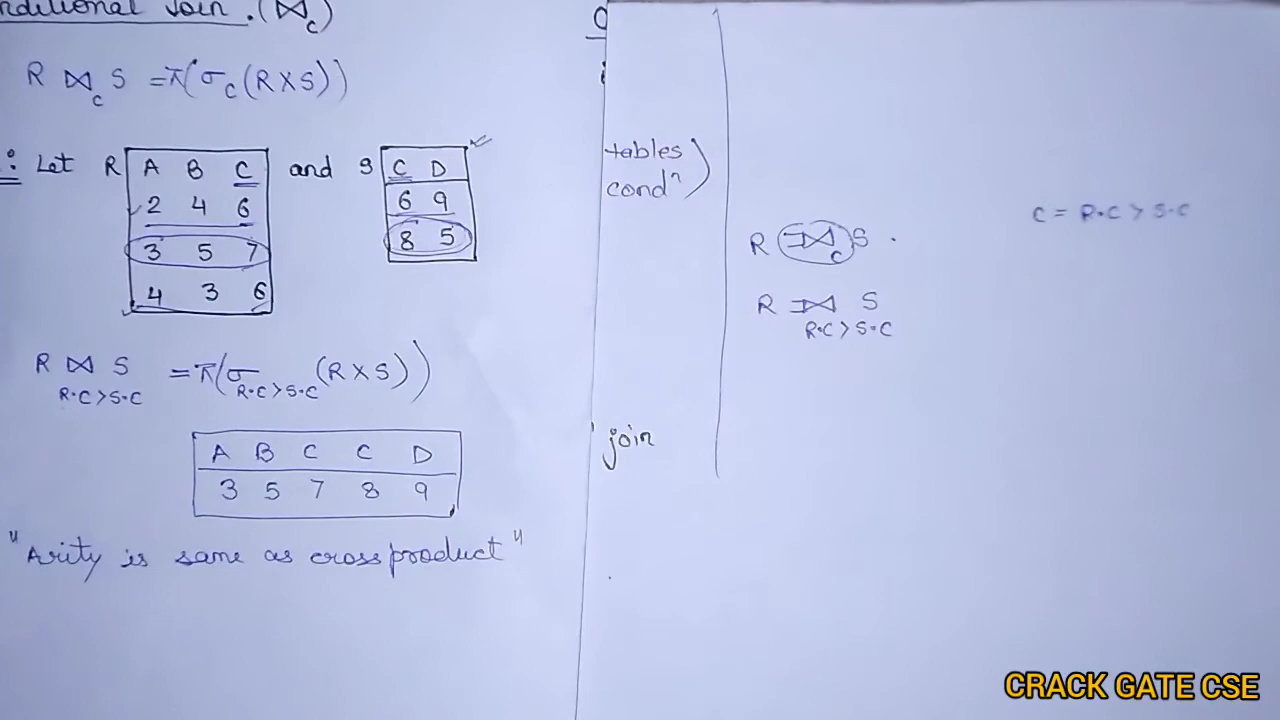 nditional Join . (⋈c)
R ⋈c S = π(σc(R X S))
: Let R
A B C
2 4 6
3 5 7
4 3 6
and S
C D
6 9
8 5
R ⋈ S = π(σ R.C > S.C (R X S))
R.C > S.C
A B C C D
3 5 7 8 9
"Arity is same as cross product"
tables
condⁿ)
join
R ⟕c S .
R ⟕ S
R.C > S.C
C = R.C > S.C
CRACK GATE CSE